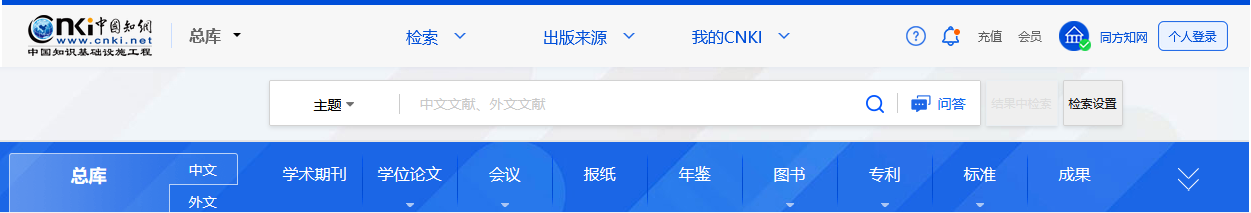 cnki中国知网
www.cnki.net
中国知识基础设施工程
总库
检索
出版来源
我的CNKI
充值
会员
同方知网
个人登录
主题
中文文献、外文文献
问答
结果中检索
检索设置
总库
中文
外文
学术期刊
学位论文
会议
报纸
年鉴
图书
专利
标准
成果